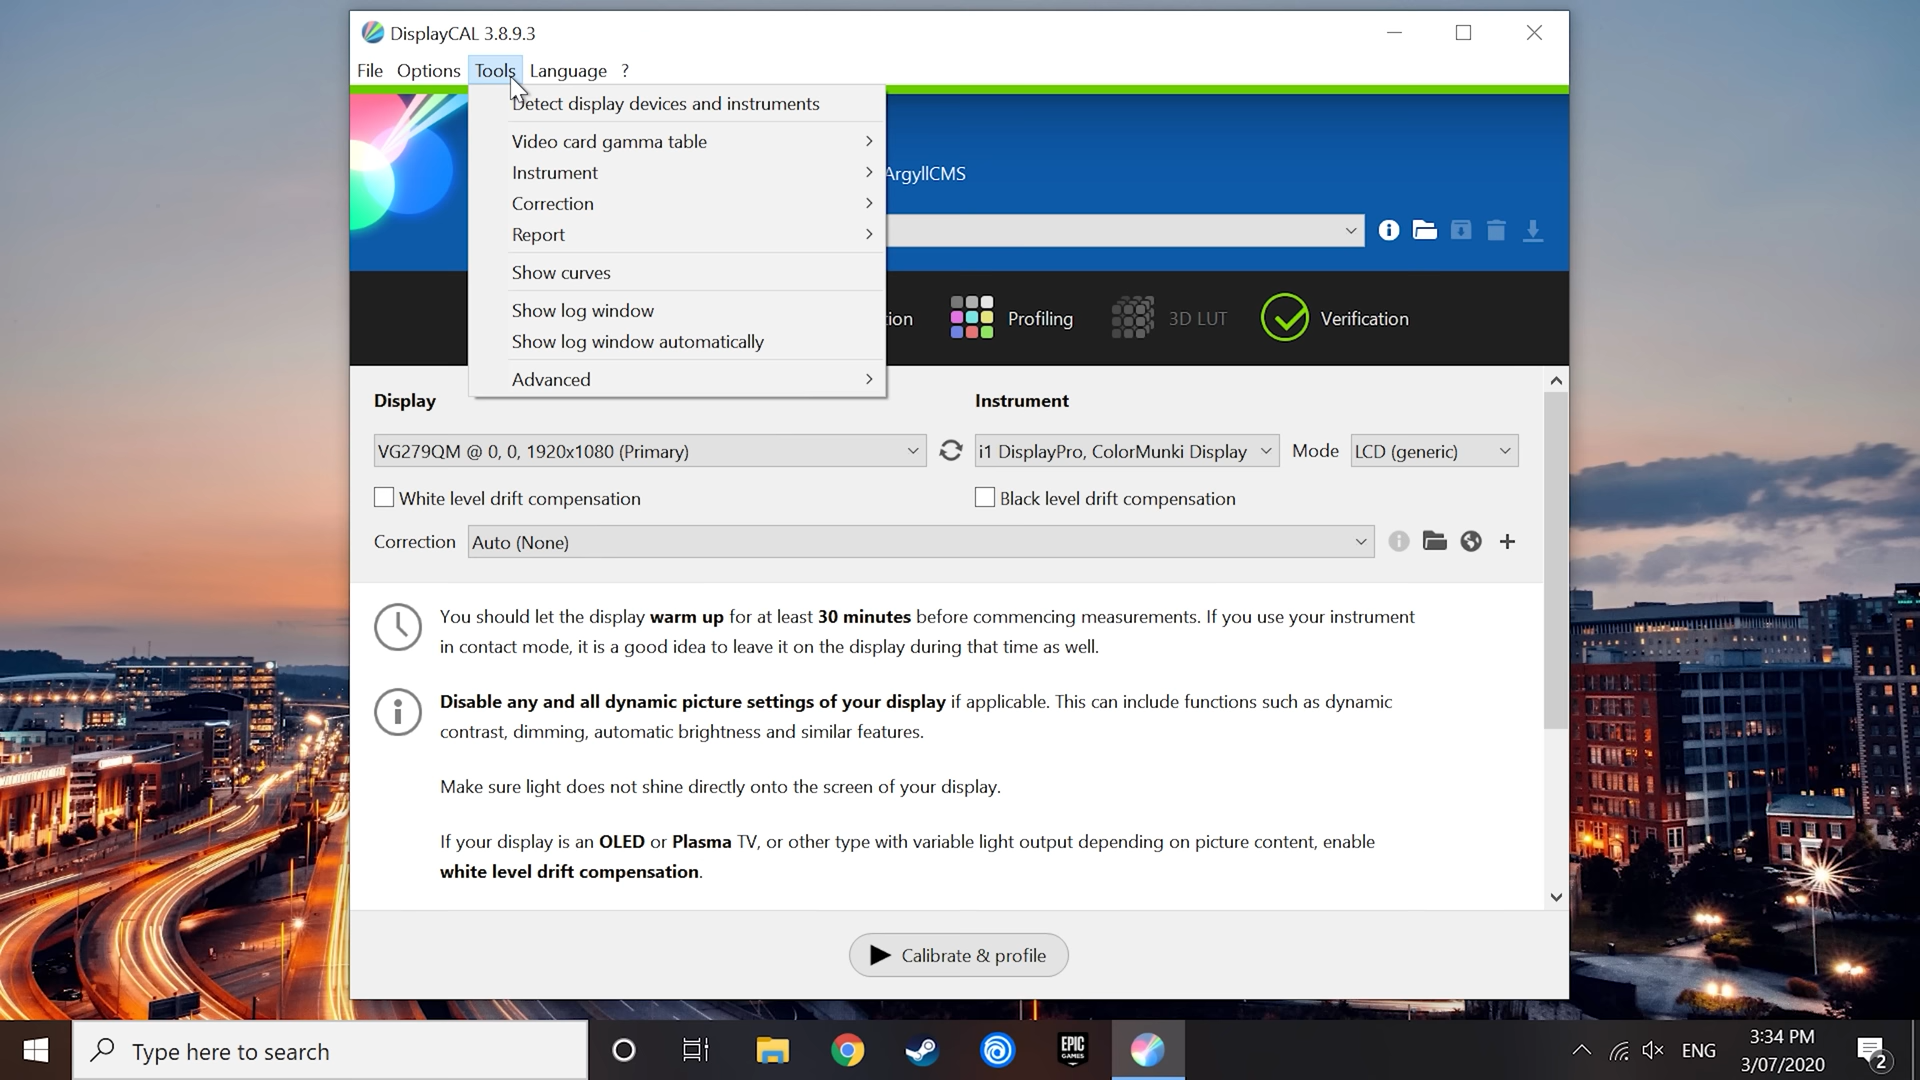 DisplayCAL 3.8.9.3
File Options Tools Language ?
Detect display devices and instruments
Video card gamma table
Instrument
Correction
Report
Show curves
Show log window
Show log window automatically
Advanced
ArgyllCMS
tion
Profiling
3D LUT
Verification
Display
Instrument
VG279QM @ 0, 0, 1920x1080 (Primary)
i1 DisplayPro, ColorMunki Display
Mode
LCD (generic)
White level drift compensation
Black level drift compensation
Correction
Auto (None)
You should let the display warm up for at least 30 minutes before commencing measurements. If you use your instrument
in contact mode, it is a good idea to leave it on the display during that time as well.
Disable any and all dynamic picture settings of your display if applicable. This can include functions such as dynamic
contrast, dimming, automatic brightness and similar features.
Make sure light does not shine directly onto the screen of your display.
If your display is an OLED or Plasma TV, or other type with variable light output depending on picture content, enable
white level drift compensation.
Calibrate & profile
Type here to search
EPIC
GAMES
ENG
3:34 PM
3/07/2020
2